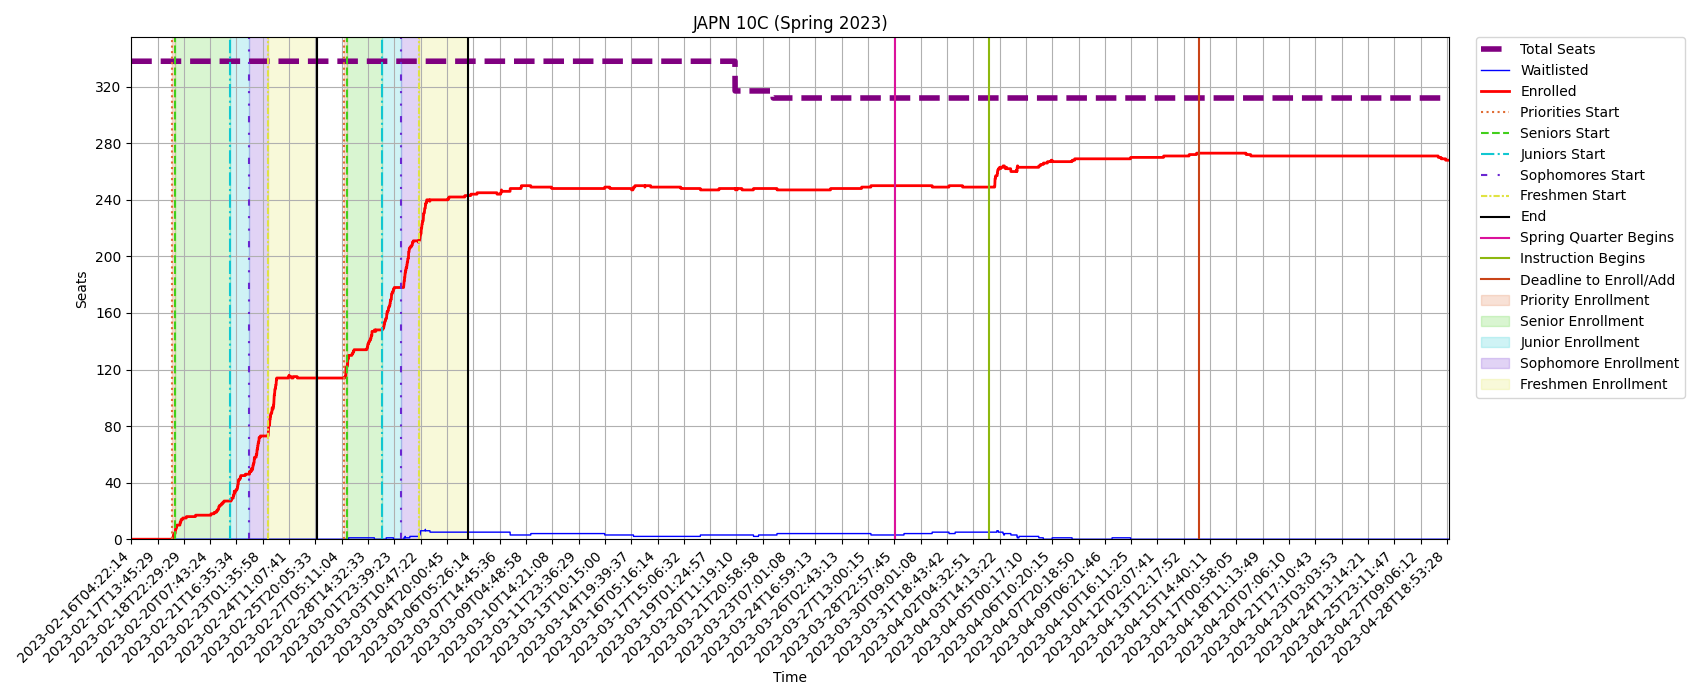 JAPN 10C (Spring 2023)
Seats
320
280
240
200
160
120
80
40
0
2023-02-16T04:22:14
2023-02-17T13:45:29
2023-02-18T22:29:29
2023-02-20T07:43:24
2023-02-21T16:35:34
2023-02-23T01:35:58
2023-02-24T11:07:41
2023-02-25T20:05:33
2023-02-27T05:11:04
2023-02-28T14:32:33
2023-03-01T23:39:23
2023-03-03T10:47:22
2023-03-04T20:00:45
2023-03-06T05:26:14
2023-03-07T14:45:36
2023-03-09T04:48:58
2023-03-10T14:21:08
2023-03-11T23:36:29
2023-03-13T10:15:00
2023-03-14T19:39:37
2023-03-16T05:16:14
2023-03-17T15:06:32
2023-03-19T01:24:57
2023-03-20T11:19:10
2023-03-21T20:58:58
2023-03-23T07:01:08
2023-03-24T16:59:13
2023-03-26T02:43:13
2023-03-27T13:00:15
2023-03-28T22:57:45
2023-03-30T09:01:08
2023-03-31T18:43:42
2023-04-02T04:32:51
2023-04-03T14:13:22
2023-04-05T00:17:10
2023-04-06T10:20:15
2023-04-07T20:18:50
2023-04-09T06:21:46
2023-04-10T16:11:25
2023-04-12T02:07:41
2023-04-13T12:17:52
2023-04-15T14:40:11
2023-04-17T00:58:05
2023-04-18T11:13:49
2023-04-20T07:06:10
2023-04-21T17:10:43
2023-04-23T03:03:53
2023-04-24T13:14:21
2023-04-25T23:11:47
2023-04-27T09:06:12
2023-04-28T18:53:28
Time
Total Seats
Waitlisted
Enrolled
Priorities Start
Seniors Start
Juniors Start
Sophomores Start
Freshmen Start
End
Spring Quarter Begins
Instruction Begins
Deadline to Enroll/Add
Priority Enrollment
Senior Enrollment
Junior Enrollment
Sophomore Enrollment
Freshmen Enrollment